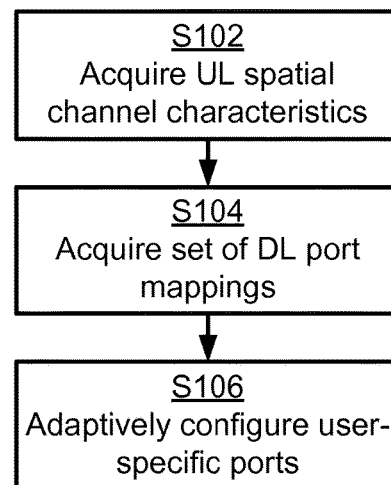 S102
Acquire UL spatial
channel characteristics
S104
Acquire set of DL port
mappings
S106
Adaptively configure user-
specific ports